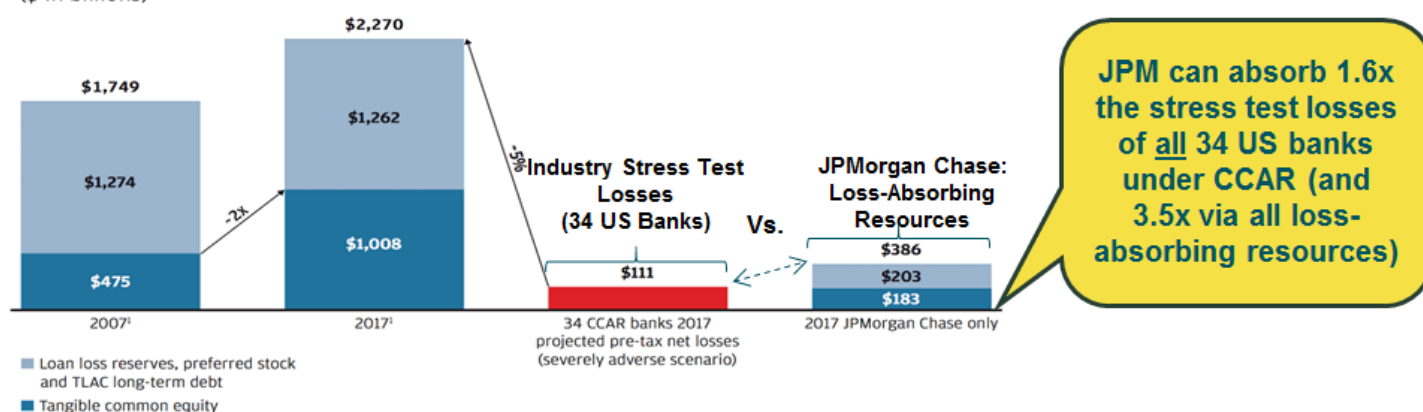 $2,270
$1,749
$1,262
$1,274
~2x
$1,008
$475
~5%
Industry Stress Test
Losses
(34 US Banks)
Vs.
JPMorgan Chase:
Loss-Absorbing
Resources
$111
$386
$203
$183
2007¹
2017¹
34 CCAR banks 2017
projected pre-tax net losses
(severely adverse scenario)
2017 JPMorgan Chase only
Loan loss reserves, preferred stock
and TLAC long-term debt
Tangible common equity
JPM can absorb 1.6x
the stress test losses
of all 34 US banks
under CCAR (and
3.5x via all loss-
absorbing resources)